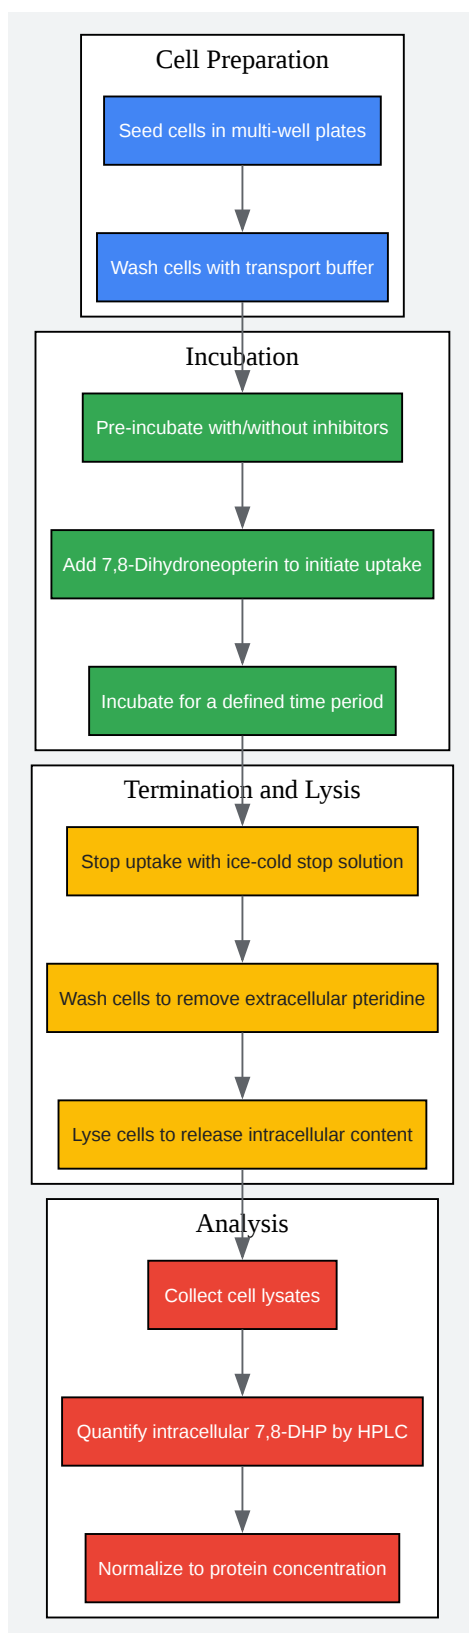 Cell Preparation
Seed cells in multi-well plates
Wash cells with transport buffer
Incubation
Pre-incubate with/without inhibitors
Add 7,8-Dihydroneopterin to initiate uptake
Incubate for a defined time period
Termination and Lysis
Stop uptake with ice-cold stop solution
Wash cells to remove extracellular pteridine
Lyse cells to release intracellular content
Analysis
Collect cell lysates
Quantify intracellular 7,8-DHP by HPLC
Normalize to protein concentration